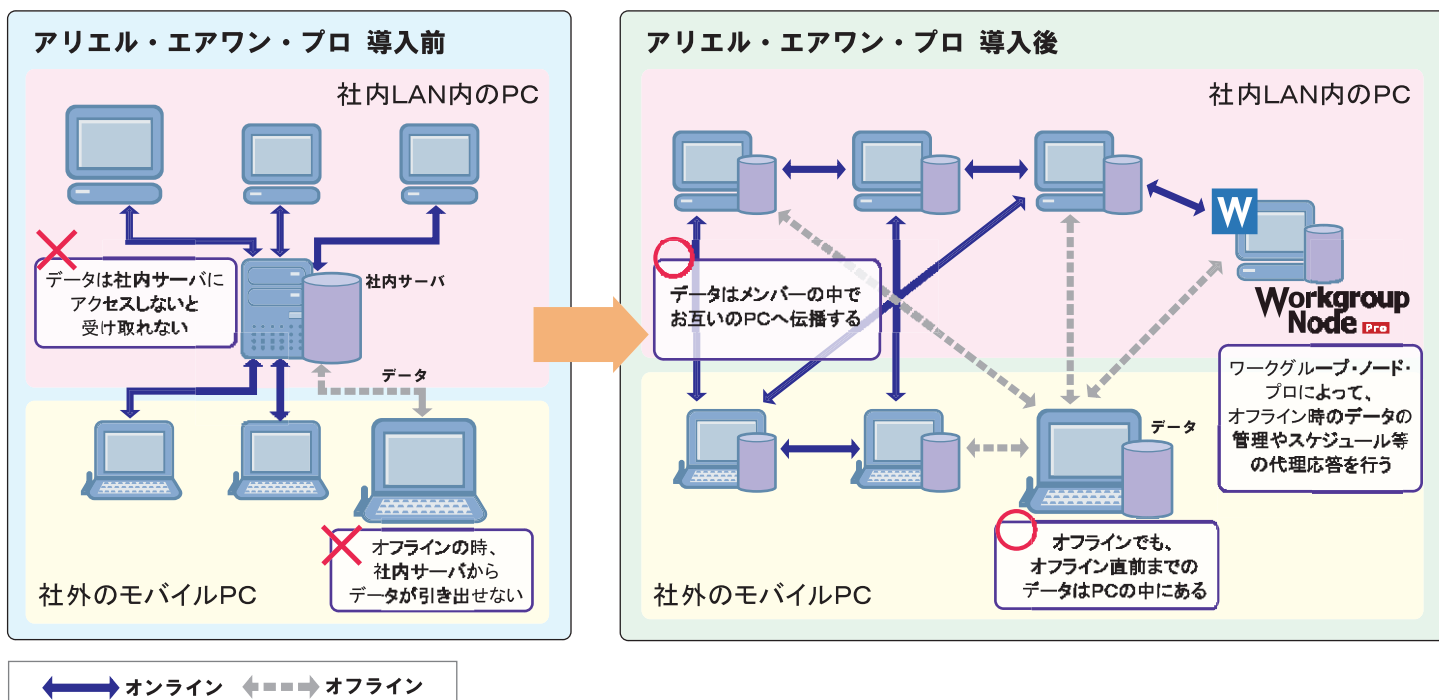 アリエル・エアワン・プロ 導入前
社内LAN内のPC
データは社内サーバに
アクセスしないと
受け取れない
社内サーバ
データ
オフラインの時、
社内サーバから
データが引き出せない
社外のモバイルPC
アリエル・エアワン・プロ 導入後
社内LAN内のPC
データはメンバーの中で
お互いのPCへ伝播する
W
Workgroup
Node Pro
ワークグループ・ノード・
プロによって、
オフライン時のデータの
管理やスケジュール等
の代理応答を行う
データ
オフラインでも、
オフライン直前までの
データはPCの中にある
社外のモバイルPC
オンライン オフライン